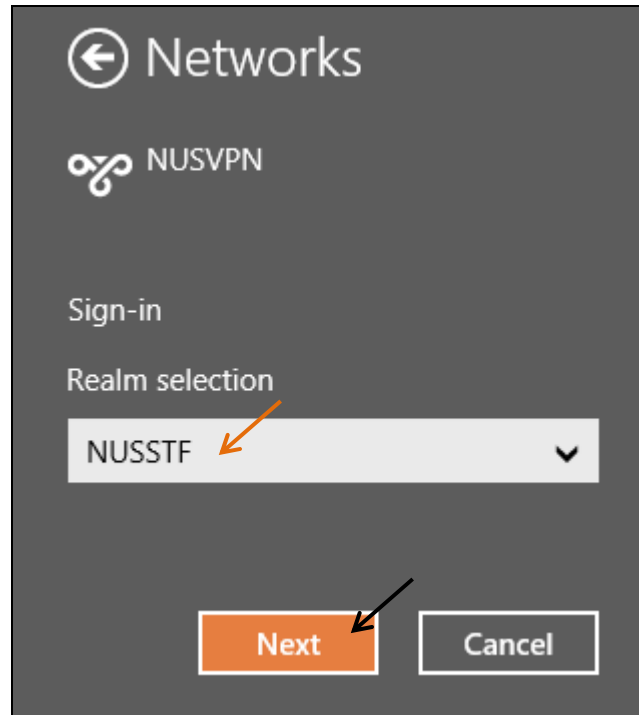 Networks
NUSVPN
Sign-in
Realm selection
NUSSTF
Next
Cancel